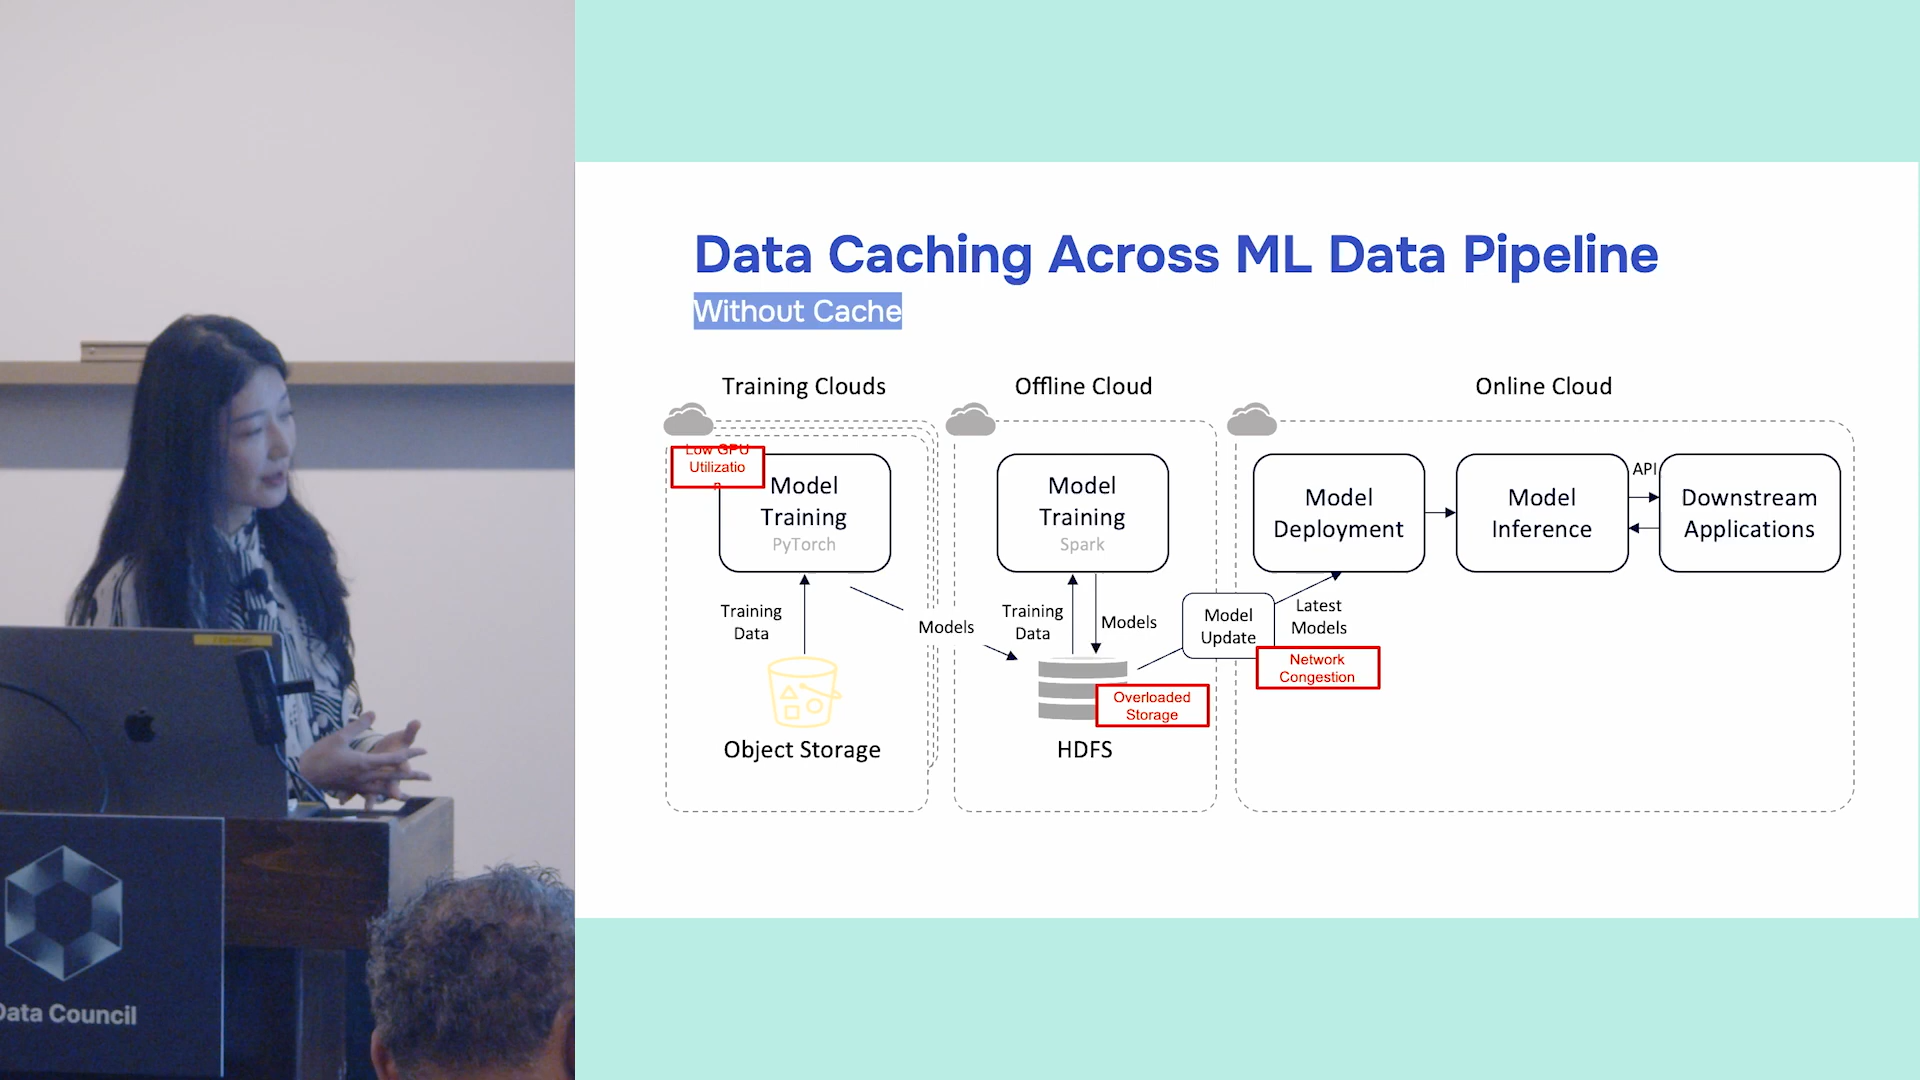 Data Caching Across ML Data Pipeline
Without Cache
Training Clouds
Offline Cloud
Online Cloud
Low GPU
Utilizatio
n
Model
Training
PyTorch
Model
Training
Spark
Model
Deployment
Model
Inference
API
Downstream
Applications
Training
Data
Models
Training
Data
Models
Model
Update
Latest
Models
Network
Congestion
Overloaded
Storage
Object Storage
HDFS
Data Council